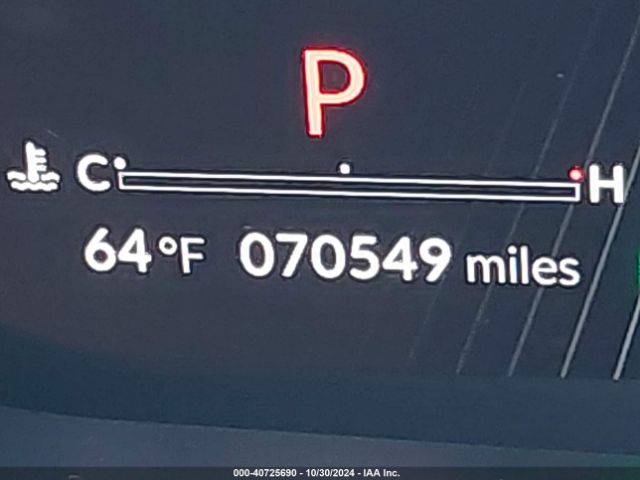 P
C H
64°F 070549 miles
000-40725690 - 10/30/2024 - IAA Inc.